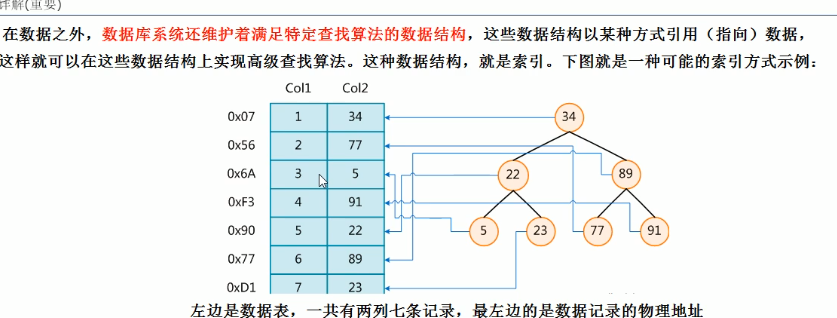 详解(重要)
在数据之外，数据库系统还维护着满足特定查找算法的数据结构，这些数据结构以某种方式引用（指向）数据，
这样就可以在这些数据结构上实现高级查找算法。这种数据结构，就是索引。下图就是一种可能的索引方式示例：
Col1 Col2
0x07 1 34 34
0x56 2 77
0x6A 3 5 22 89
0xF3 4 91
0x90 5 22 5 23 77 91
0x77 6 89
0xD1 7 23
左边是数据表，一共有两列七条记录，最左边的是数据记录的物理地址